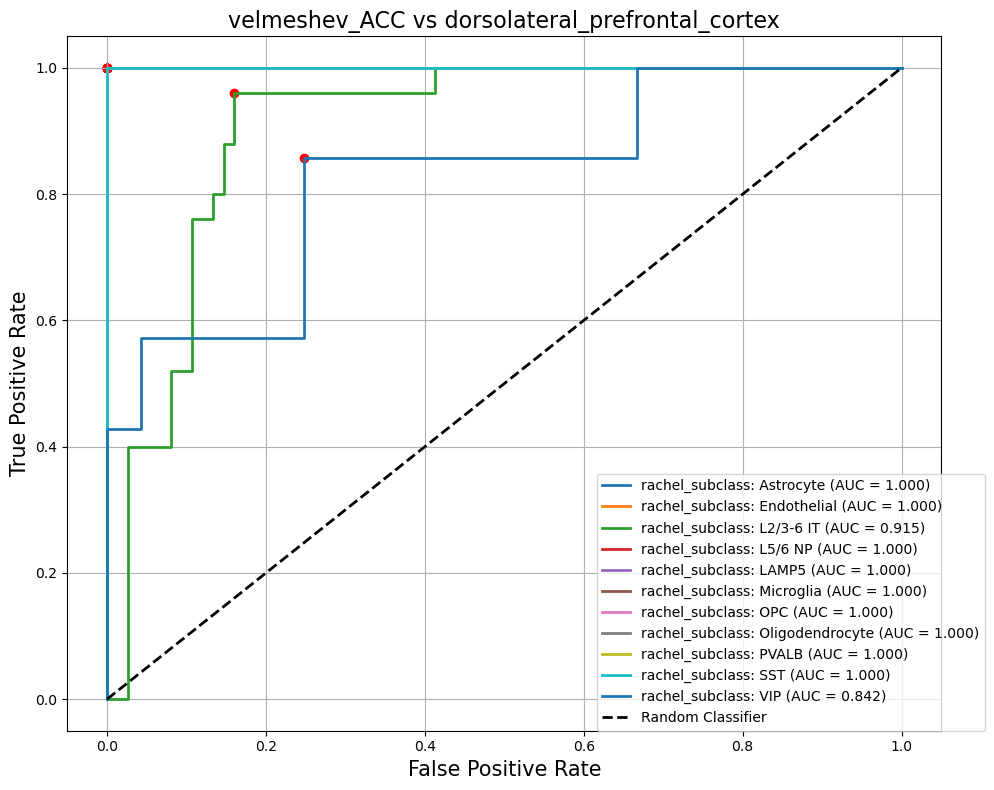 velmeshev_ACC vs dorsolateral_prefrontal_cortex
True Positive Rate
1.0
0.8
0.6
0.4
0.2
0.0
rachel_subclass: Astrocyte (AUC = 1.000)
rachel_subclass: Endothelial (AUC = 1.000)
rachel_subclass: L2/3-6 IT (AUC = 0.915)
rachel_subclass: L5/6 NP (AUC = 1.000)
rachel_subclass: LAMP5 (AUC = 1.000)
rachel_subclass: Microglia (AUC = 1.000)
rachel_subclass: OPC (AUC = 1.000)
rachel_subclass: Oligodendrocyte (AUC = 1.000)
rachel_subclass: PVALB (AUC = 1.000)
rachel_subclass: SST (AUC = 1.000)
rachel_subclass: VIP (AUC = 0.842)
Random Classifier
0.0 0.2 0.4 0.6 0.8 1.0
False Positive Rate